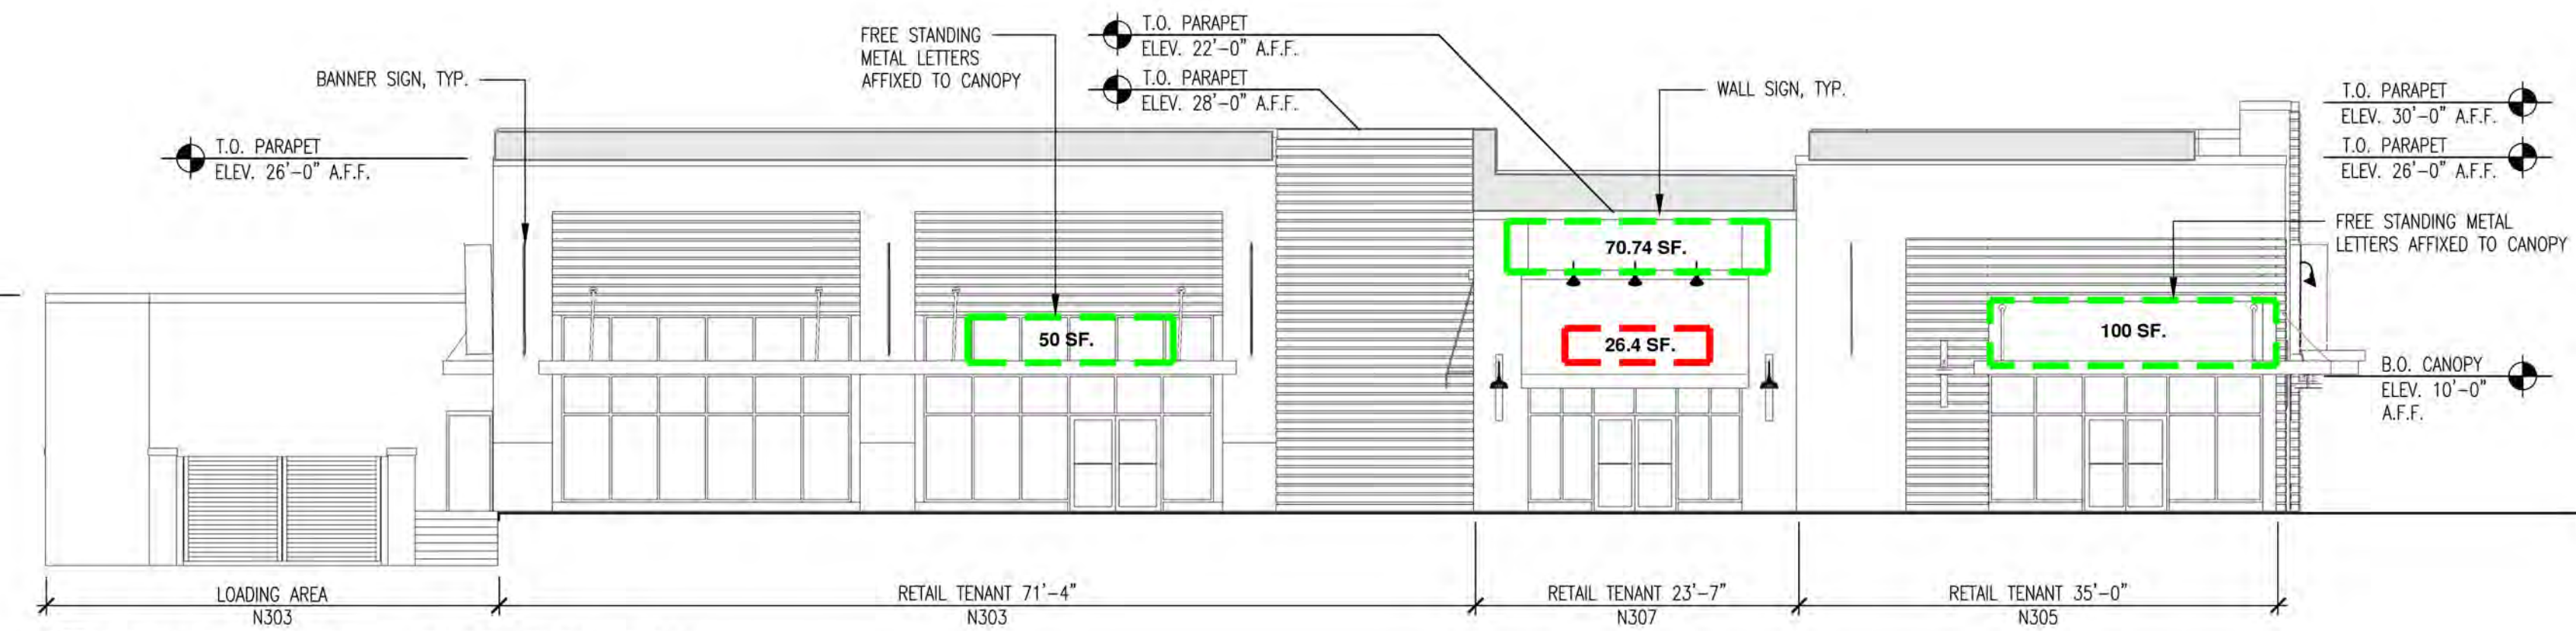 FREE STANDING
METAL LETTERS
AFFIXED TO CANOPY
T.O. PARAPET
ELEV. 22'-0" A.F.F.
T.O. PARAPET
ELEV. 28'-0" A.F.F.
BANNER SIGN, TYP.
WALL SIGN, TYP.
T.O. PARAPET
ELEV. 30'-0" A.F.F.
T.O. PARAPET
ELEV. 26'-0" A.F.F.
T.O. PARAPET
ELEV. 26'-0" A.F.F.
FREE STANDING METAL
LETTERS AFFIXED TO CANOPY
70.74 SF.
50 SF.
26.4 SF.
100 SF.
B.O. CANOPY
ELEV. 10'-0"
A.F.F.
LOADING AREA
N303
RETAIL TENANT 71'-4"
N303
RETAIL TENANT 23'-7"
N307
RETAIL TENANT 35'-0"
N305